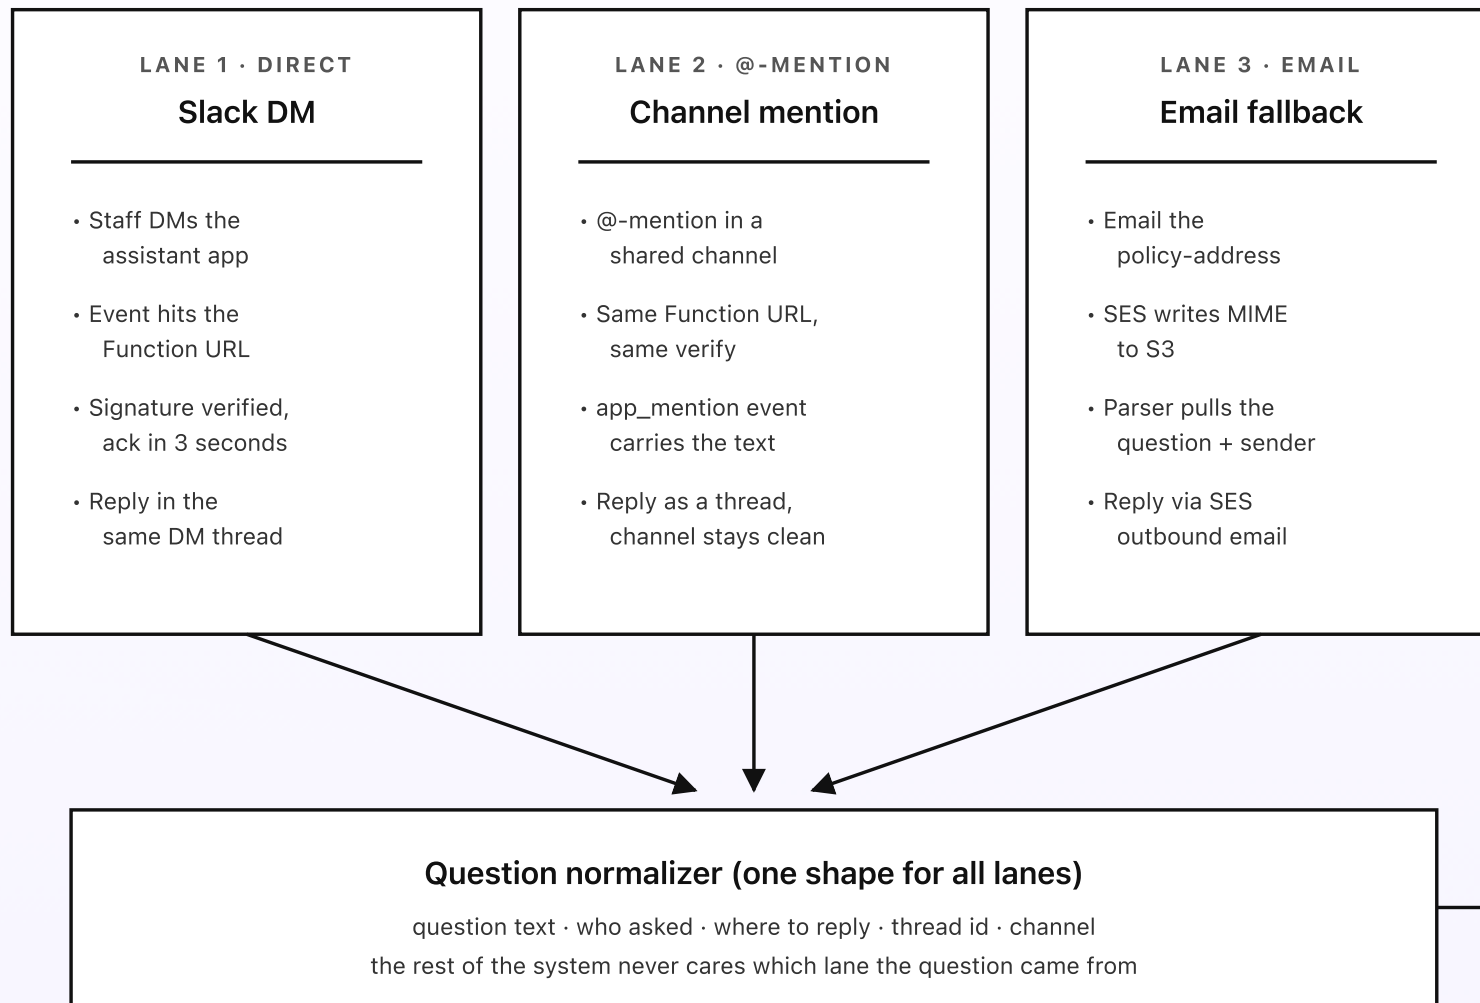 LANE 1 · DIRECT
Slack DM
• Staff DMs the
assistant app
• Event hits the
Function URL
• Signature verified,
ack in 3 seconds
• Reply in the
same DM thread
LANE 2 · @-MENTION
Channel mention
• @-mention in a
shared channel
• Same Function URL,
same verify
• app_mention event
carries the text
• Reply as a thread,
channel stays clean
LANE 3 · EMAIL
Email fallback
• Email the
policy-address
• SES writes MIME
to S3
• Parser pulls the
question + sender
• Reply via SES
outbound email
Question normalizer (one shape for all lanes)
question text · who asked · where to reply · thread id · channel
the rest of the system never cares which lane the question came from